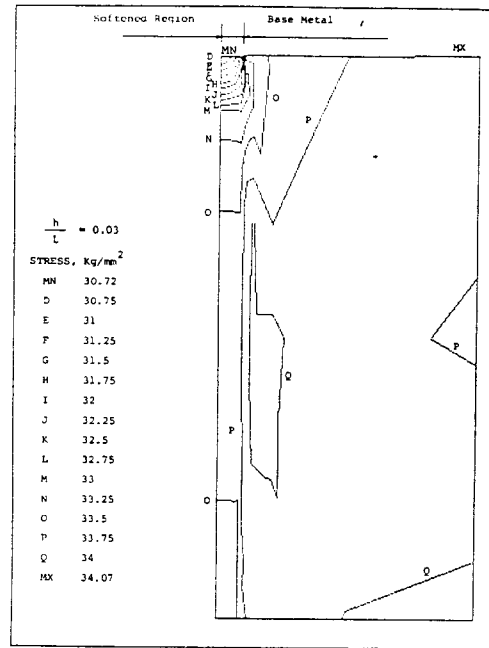 Softened Region Base Metal
MN MX
D
E
G
I H
K J
M L
N
O
O
P
h/L = 0.03
STRESS, Kg/mm²
MN 30.72
D 30.75
E 31
F 31.25
G 31.5
H 31.75
I 32
J 32.25
K 32.5
L 32.75
M 33
N 33.25
O 33.5
P 33.75
Q 34
MX 34.07
P
Q
P
O
Q